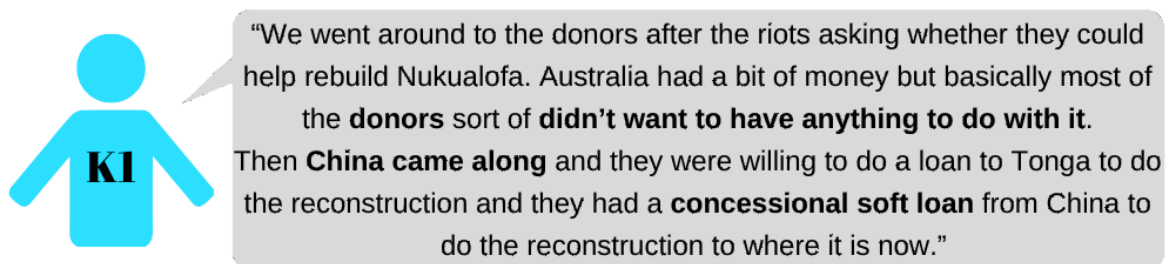 K1
“We went around to the donors after the riots asking whether they could
help rebuild Nukualofa. Australia had a bit of money but basically most of
the donors sort of didn’t want to have anything to do with it.
Then China came along and they were willing to do a loan to Tonga to do
the reconstruction and they had a concessional soft loan from China to
do the reconstruction to where it is now.”